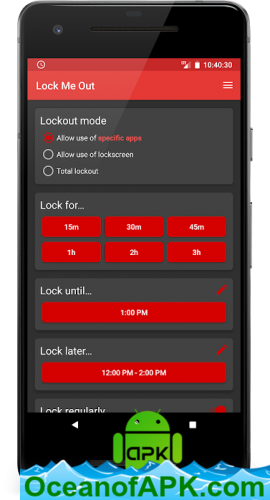 10:40:30
Lock Me Out
Lockout mode
Allow use of specific apps
Allow use of lockscreen
Total lockout
Lock for...
15m 30m 45m
1h 2h 3h
Lock until...
1:00 PM
Lock later...
12:00 PM - 2:00 PM
Lock regularly
APK
OceanofAPK.com